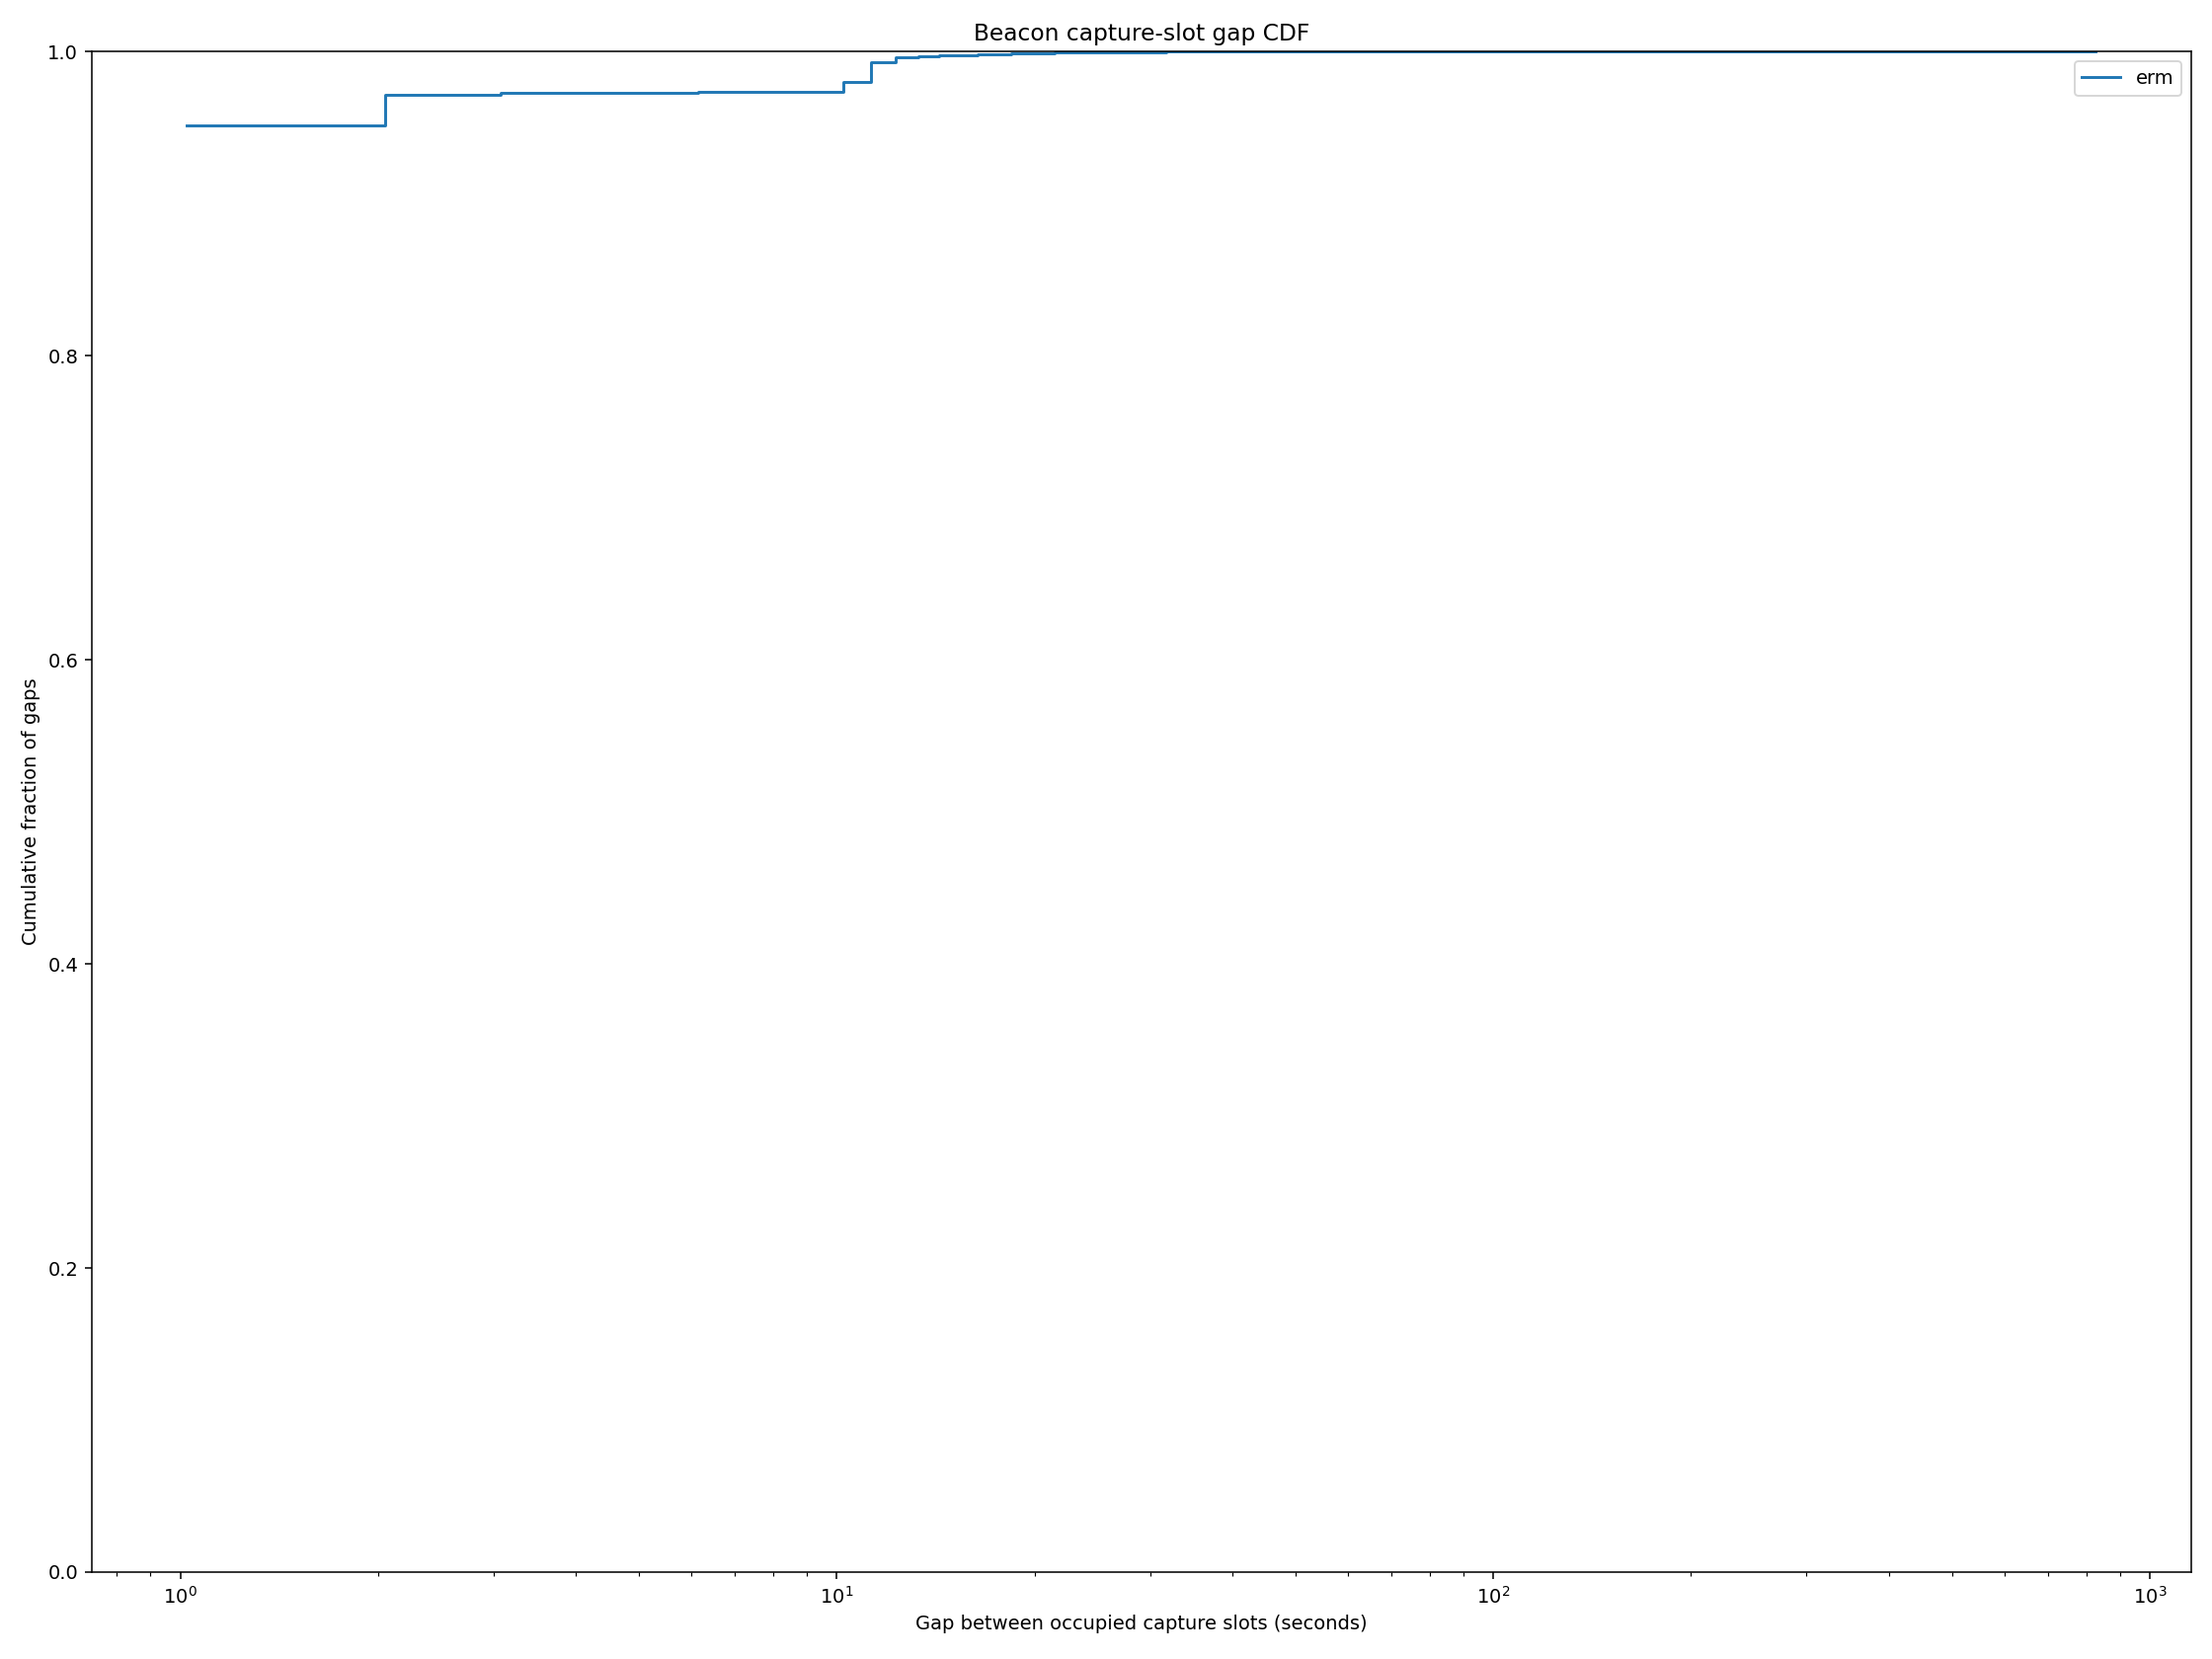 Beacon capture-slot gap CDF
erm
1.0
0.8
0.6
0.4
0.2
0.0
Cumulative fraction of gaps
10⁰
10¹
10²
10³
Gap between occupied capture slots (seconds)